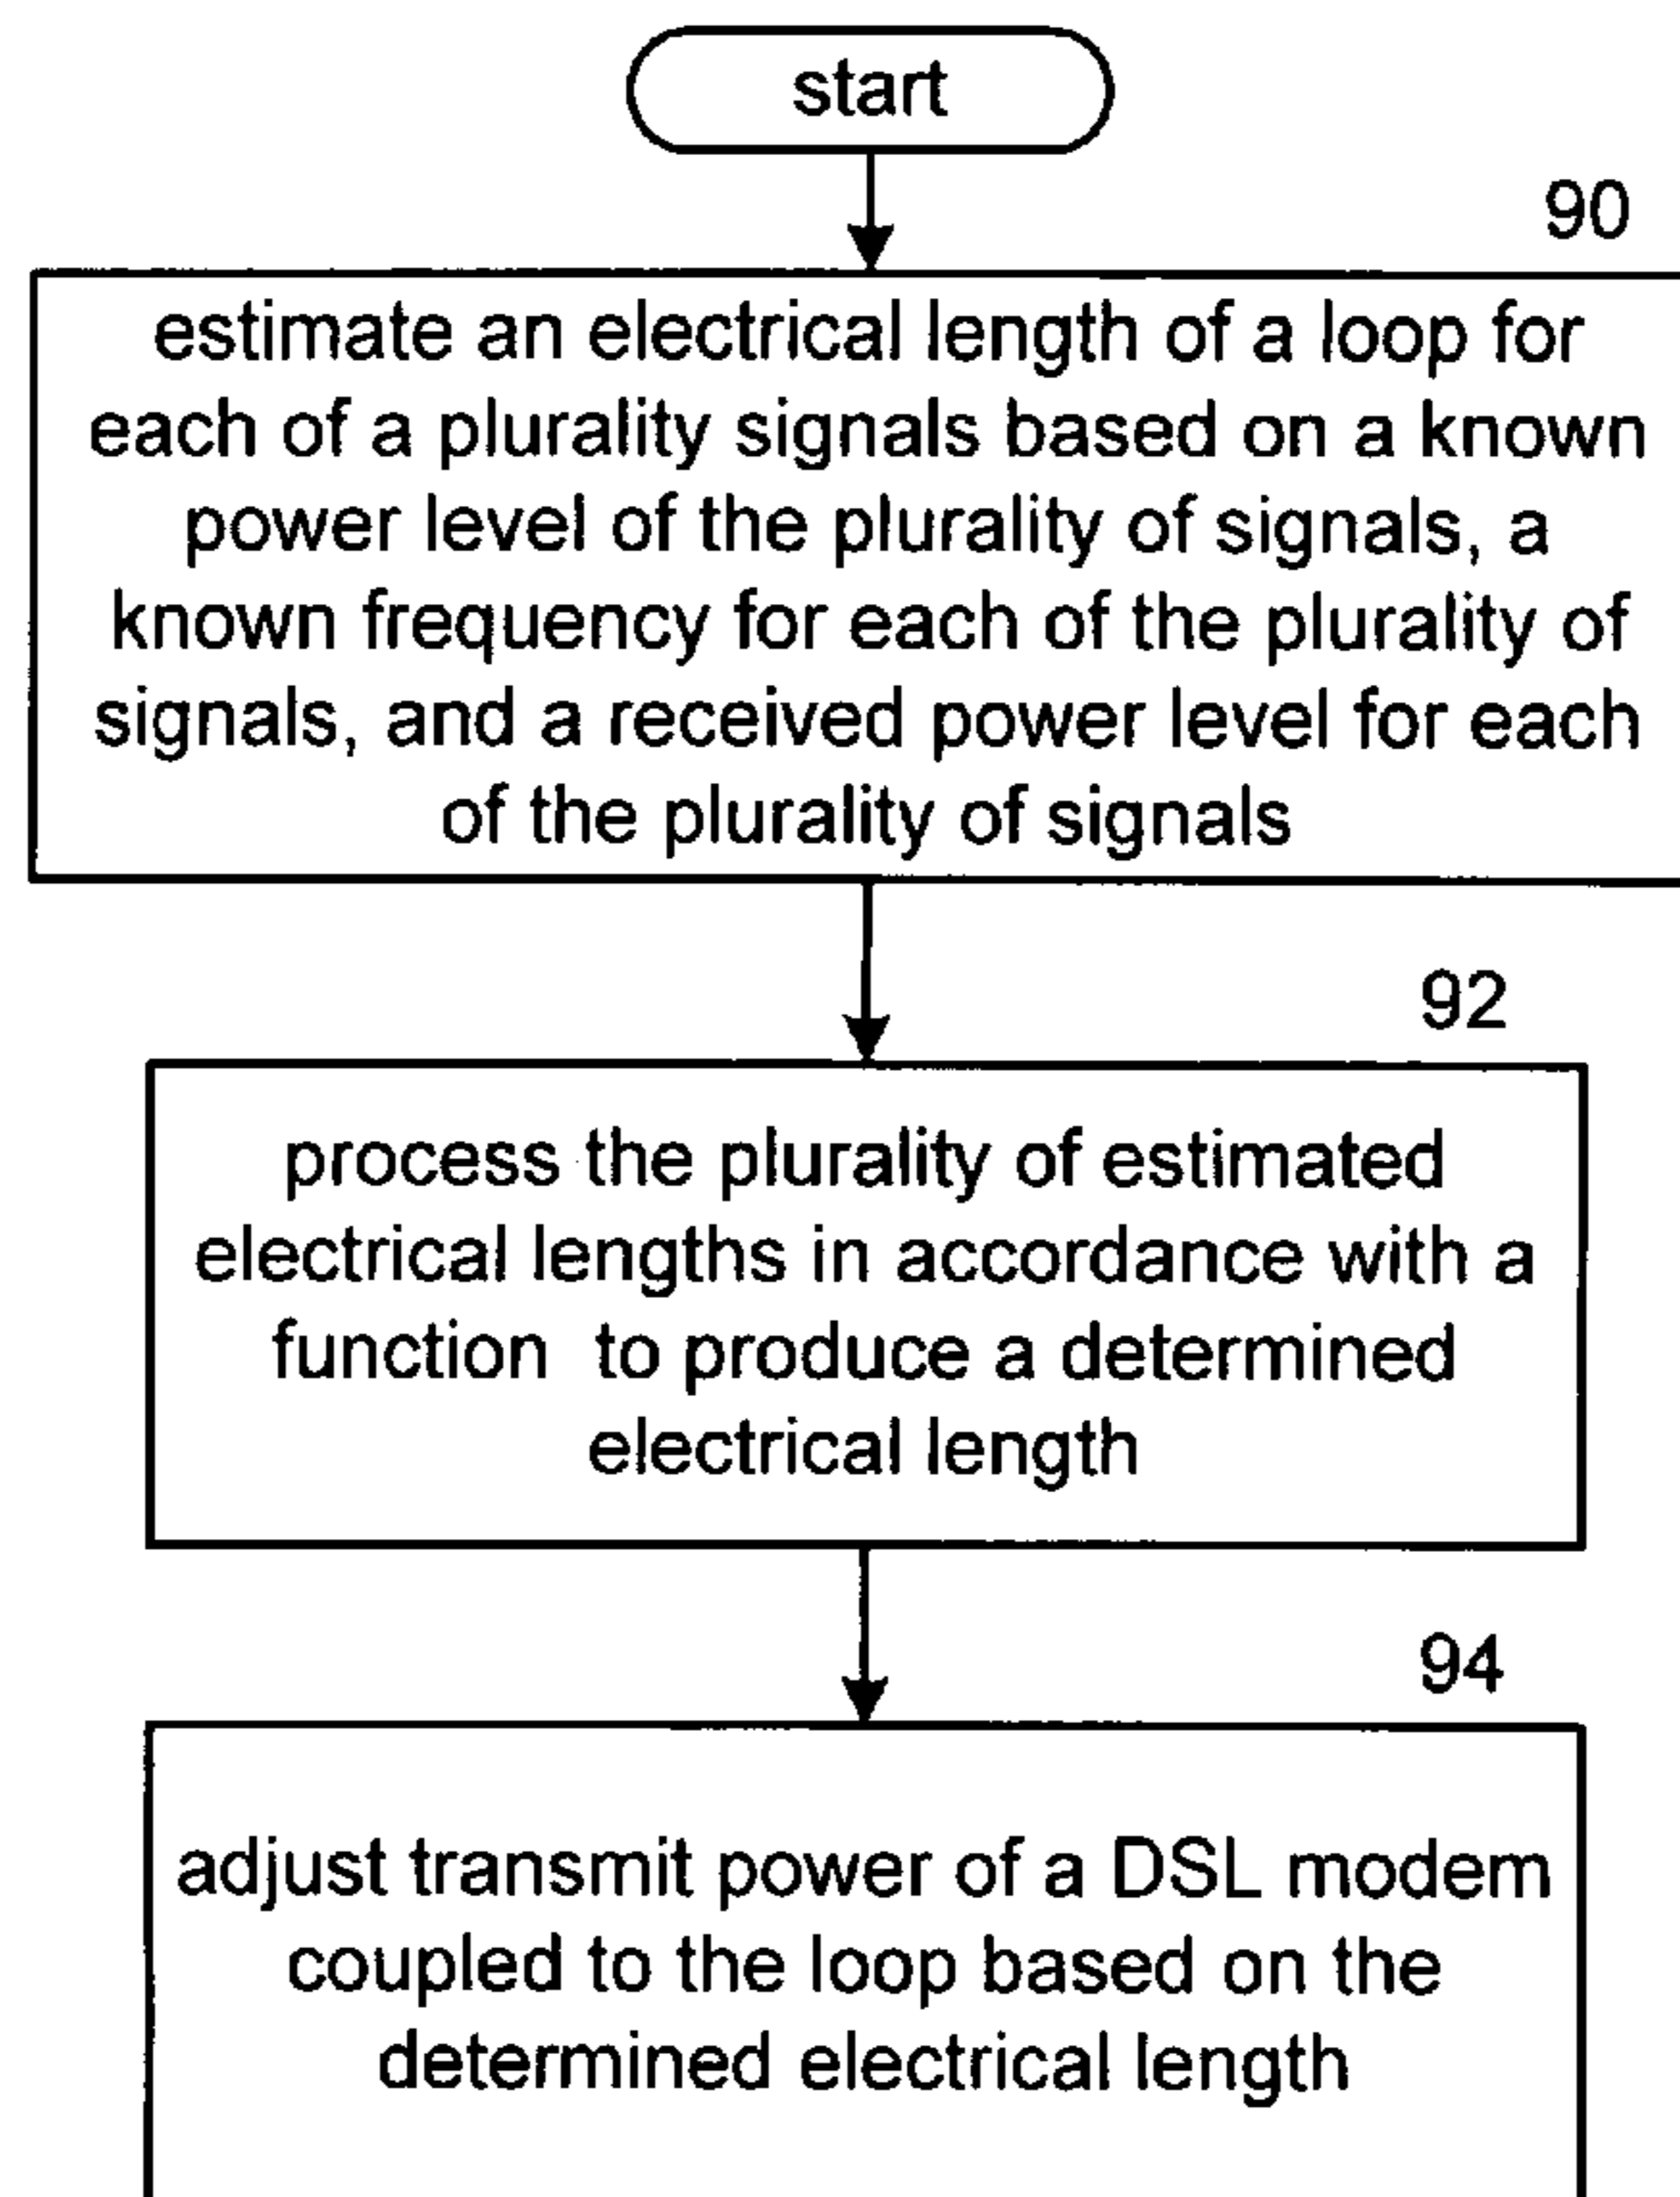 start
90
estimate an electrical length of a loop for
each of a plurality signals based on a known
power level of the plurality of signals, a
known frequency for each of the plurality of
signals, and a received power level for each
of the plurality of signals
92
process the plurality of estimated
electrical lengths in accordance with a
function to produce a determined
electrical length
94
adjust transmit power of a DSL modem
coupled to the loop based on the
determined electrical length